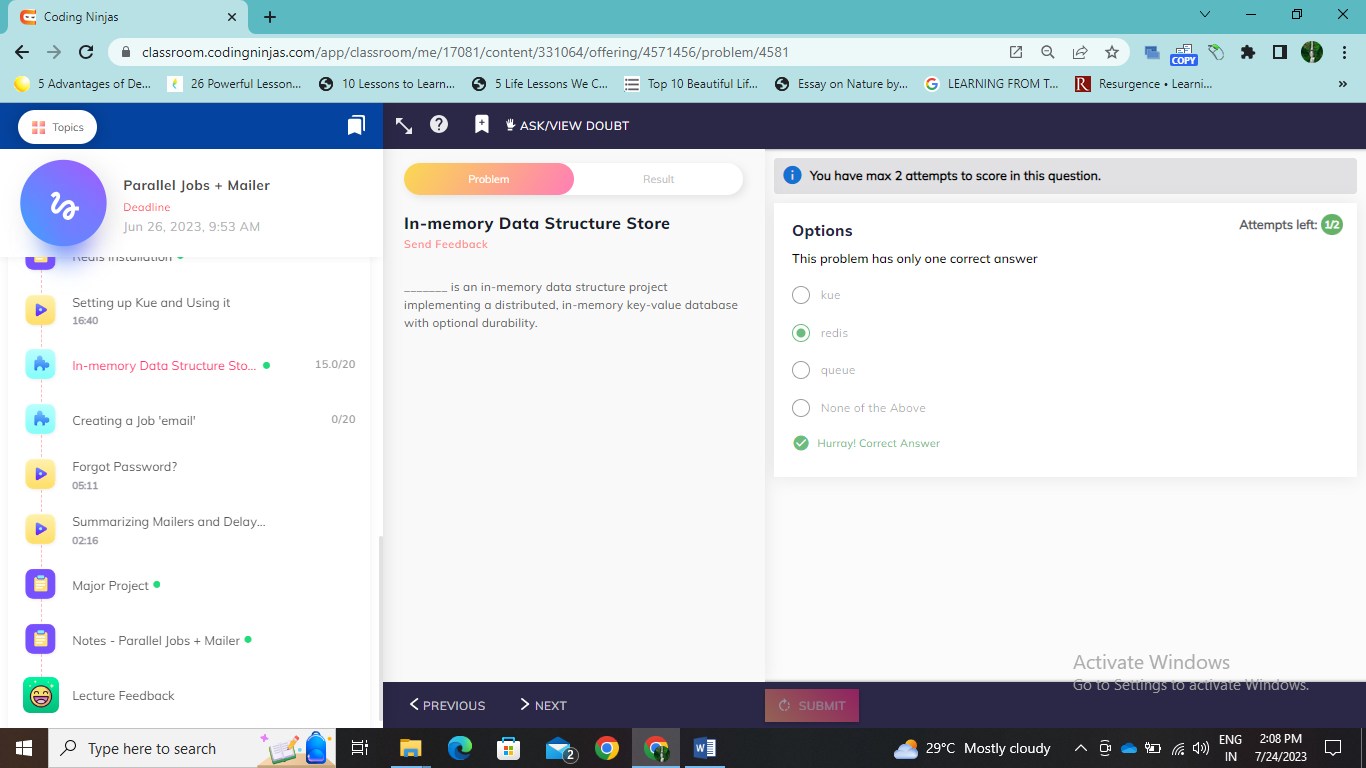 Coding Ninjas
classroom.codingninjas.com/app/classroom/me/17081/content/331064/offering/4571456/problem/4581
COPY
5 Advantages of De...
26 Powerful Lesson...
10 Lessons to Learn...
5 Life Lessons We C...
Top 10 Beautiful Lif...
Essay on Nature by...
LEARNING FROM T...
Resurgence • Learni...
»
Topics
ASK/VIEW DOUBT
Parallel Jobs + Mailer
Deadline
Jun 26, 2023, 9:53 AM
Redis Installation
Setting up Kue and Using it
16:40
In-memory Data Structure Sto...
15.0/20
Creating a Job 'email'
0/20
Forgot Password?
05:11
Summarizing Mailers and Delay...
02:16
Major Project
Notes - Parallel Jobs + Mailer
Lecture Feedback
Problem
Result
In-memory Data Structure Store
Send Feedback
_______ is an in-memory data structure project
implementing a distributed, in-memory key-value database
with optional durability.
PREVIOUS
NEXT
You have max 2 attempts to score in this question.
Options
Attempts left: 1/2
This problem has only one correct answer
kue
redis
queue
None of the Above
Hurray! Correct Answer
SUBMIT
Activate Windows
Go to Settings to activate Windows.
Type here to search
2
29°C Mostly cloudy
ENG
IN
2:08 PM
7/24/2023